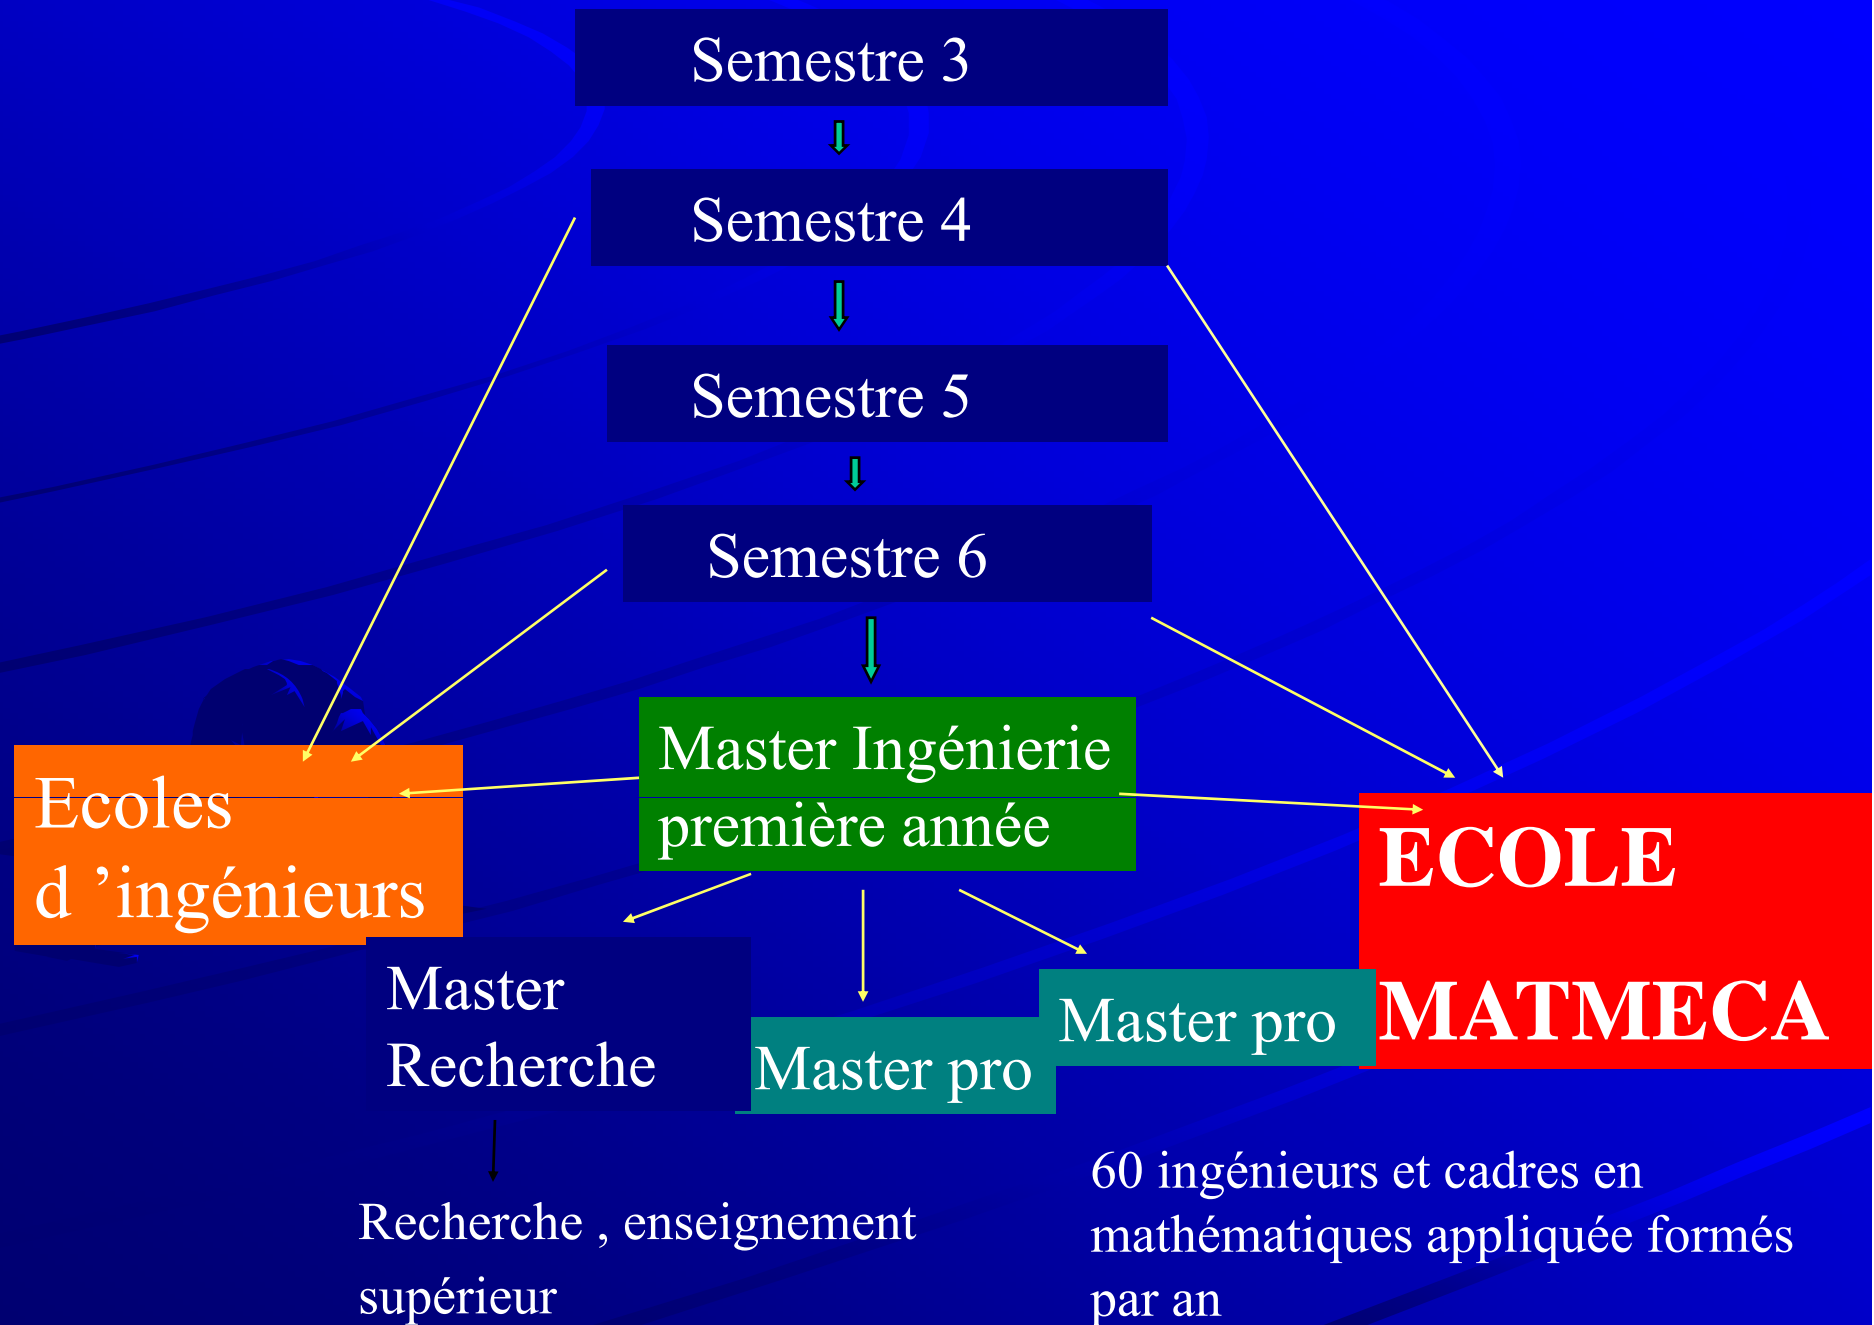 Semestre 3
Semestre 4
Semestre 5
Semestre 6
Master Ingénierie
première année
Ecoles
d ’ingénieurs
ECOLE
MATMECA
Master
Recherche
Master pro
Master pro
Recherche , enseignement
supérieur
60 ingénieurs et cadres en
mathématiques appliquée formés
par an